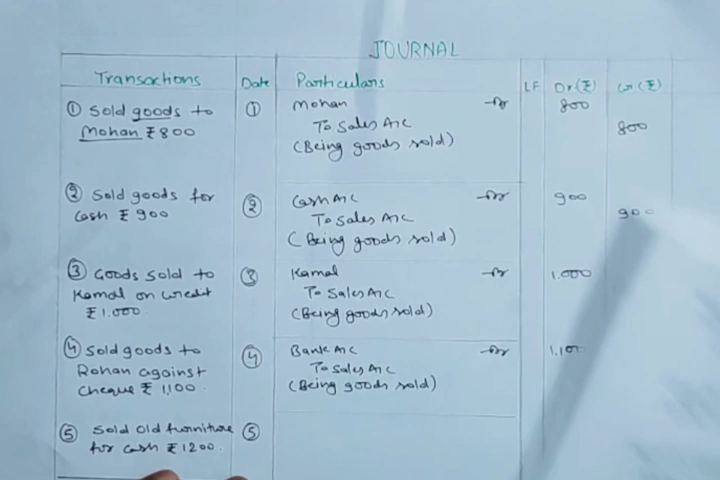 JOURNAL
Transactions Date Particulars LF Dr(₹) Cr(₹)
① Sold goods to ① Mohan Dr 800
Mohan ₹800 To Sales A/C 800
(Being goods sold)
② Sold goods for ② Cash A/C Dr 900
Cash ₹ 900 To Sales A/C 900
(Being goods sold)
③ Goods sold to ③ Kamal Dr 1,000
Kamal on credit To Sales A/C
₹1,000 (Being goods sold)
④ Sold goods to ④ Bank A/C Dr 1,100
Rohan against To Sales A/C
cheque ₹ 1,100 (Being goods sold)
⑤ Sold Old furniture ⑤
for cash ₹1200.